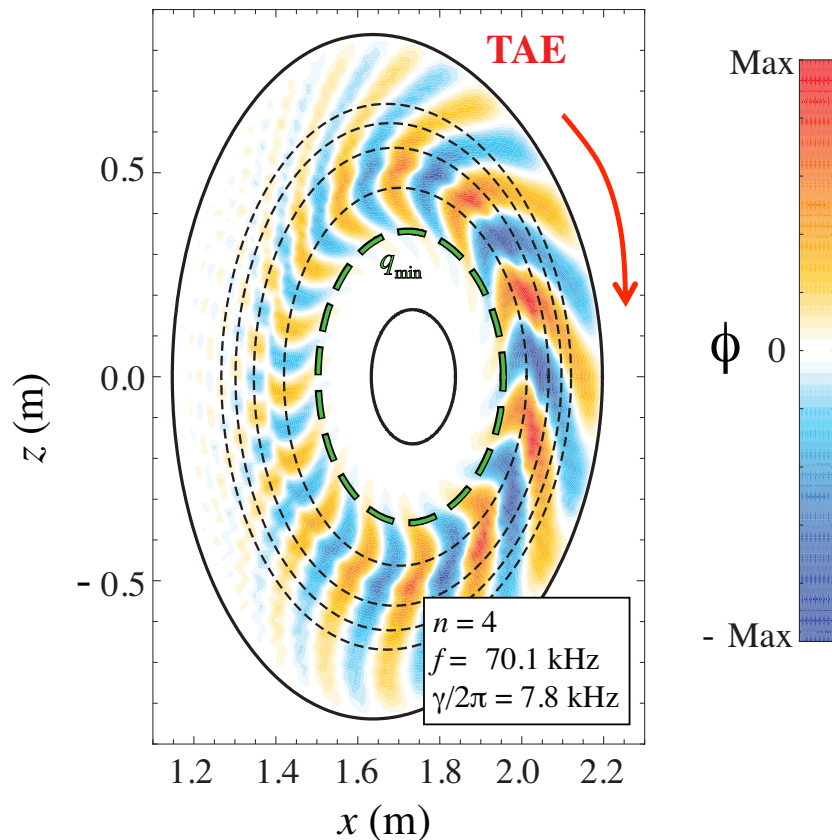 TAE
Max
0.5
q_min
z (m)
0.0
ϕ 0
- 0.5
n = 4
f = 70.1 kHz
γ/2π = 7.8 kHz
- Max
1.2 1.4 1.6 1.8 2.0 2.2
x (m)